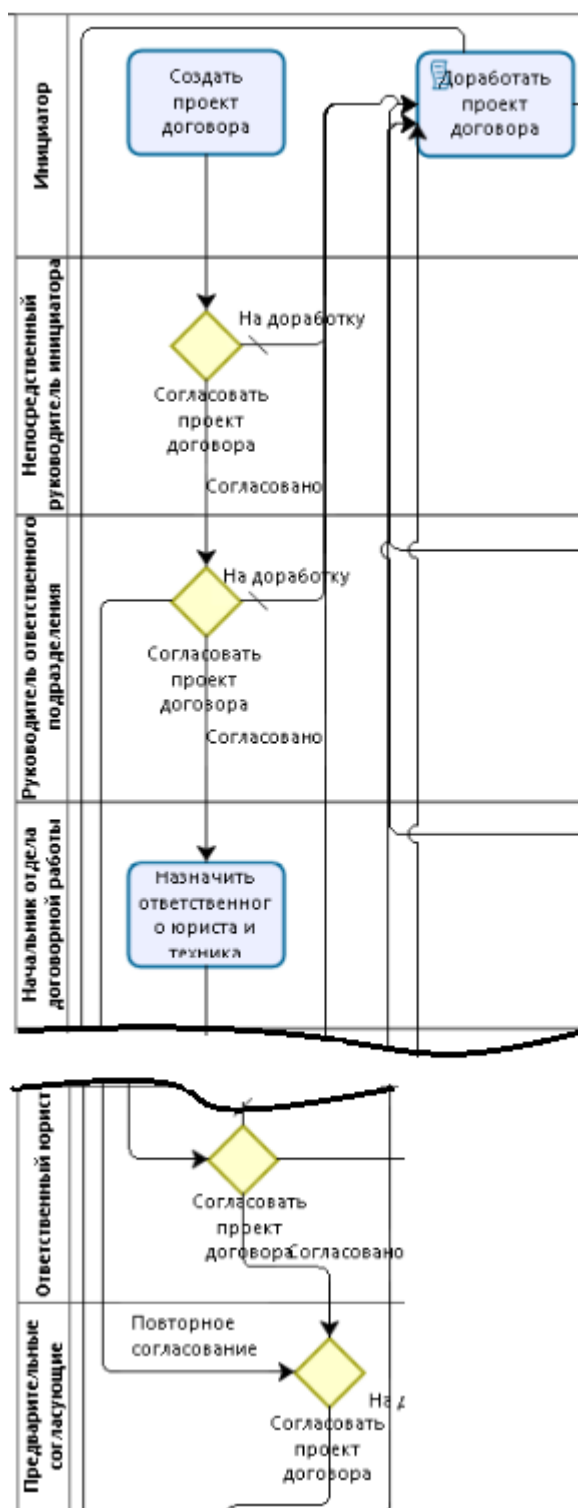 Инициатор
Создать
проект
договора
Доработать
проект
договора
Непосредственный
руководитель инициатора
На доработку
Согласовать
проект
договора
Согласовано
Руководитель ответственного
подразделения
На доработку
Согласовать
проект
договора
Согласовано
Начальник отдела
договорной работы
Назначить
ответственног
о юриста и
техника
Ответственный юрист
Согласовать
проект
договора
Согласовано
Предварительные
согласующие
Повторное
согласование
На д
Согласовать
проект
договора